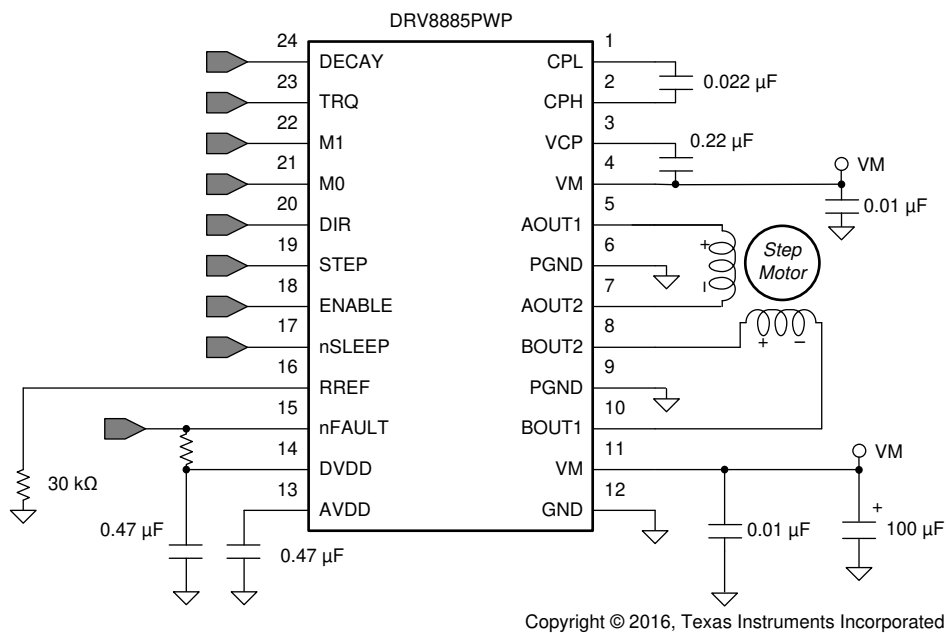 DRV8885PWP
24
DECAY
CPL
1
0.022 µF
23
TRQ
CPH
2
22
M1
VCP
3
0.22 µF
21
M0
VM
4
VM
0.01 µF
20
DIR
AOUT1
5
+
Step
Motor
19
STEP
PGND
6
–
18
ENABLE
AOUT2
7
17
nSLEEP
BOUT2
8
+ –
16
RREF
PGND
9
15
nFAULT
BOUT1
10
14
DVDD
VM
11
VM
30 kΩ
13
AVDD
GND
12
+
0.47 µF
0.47 µF
0.01 µF
100 µF
Copyright © 2016, Texas Instruments Incorporated